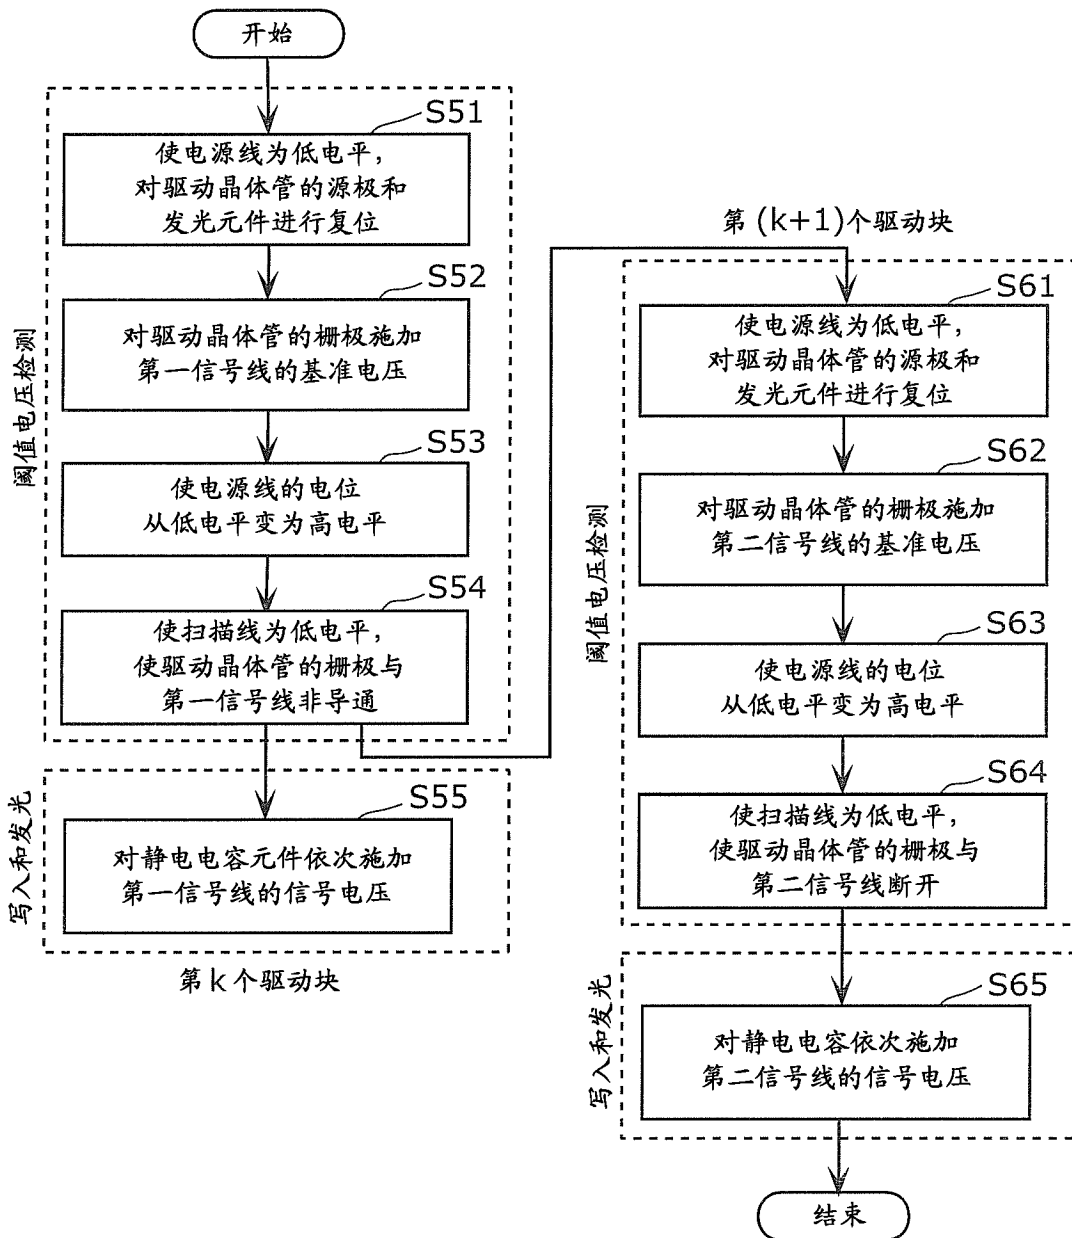 开始
阈值电压检测
S51
使电源线为低电平，
对驱动晶体管的源极和
发光元件进行复位
S52
对驱动晶体管的栅极施加
第一信号线的基准电压
S53
使电源线的电位
从低电平变为高电平
S54
使扫描线为低电平，
使驱动晶体管的栅极与
第一信号线非导通
写入和发光
S55
对静电电容元件依次施加
第一信号线的信号电压
第k个驱动块
第(k+1)个驱动块
阈值电压检测
S61
使电源线为低电平，
对驱动晶体管的源极和
发光元件进行复位
S62
对驱动晶体管的栅极施加
第二信号线的基准电压
S63
使电源线的电位
从低电平变为高电平
S64
使扫描线为低电平，
使驱动晶体管的栅极与
第二信号线断开
写入和发光
S65
对静电电容依次施加
第二信号线的信号电压
结束